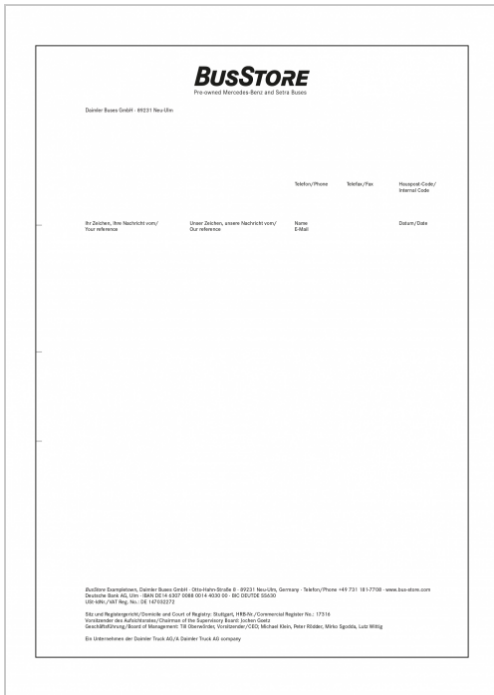 BUSSTORE
Pre-owned Mercedes-Benz and Setra Buses
Daimler Buses GmbH · 89231 Neu-Ulm
Telefon/Phone Telefax/Fax Hauspost-Code/
Internal Code
Ihr Zeichen, Ihre Nachricht vom/ Unser Zeichen, unsere Nachricht vom/ Name Datum/Date
Your reference Our reference E-Mail
BusStore Exampletown, Daimler Buses GmbH · Otto-Hahn-Straße 8 · 89231 Neu-Ulm, Germany · Telefon/Phone +49 731 181-7700 · www.bus-store.com
Deutsche Bank AG, Ulm · IBAN DE14 6307 0088 0014 4030 00 · BIC DEUTDE SS630
USt-IdNr./VAT Reg. No.: DE
Sitz und Registergericht/Domicile and Court of Registry: Stuttgart, HRB-Nr./Commercial Register No.: 17316
Vorsitzender des Aufsichtsrates/Chairman of the Supervisory Board: Jochen Goetz
Geschäftsführung/Board of Management: Till Oberwörder, Vorsitzender/CEO; Michael Klein, Peter Rädder, Mirko Sgodda, Lutz Wittig
Ein Unternehmen der Daimler Truck AG/A Daimler Truck AG company